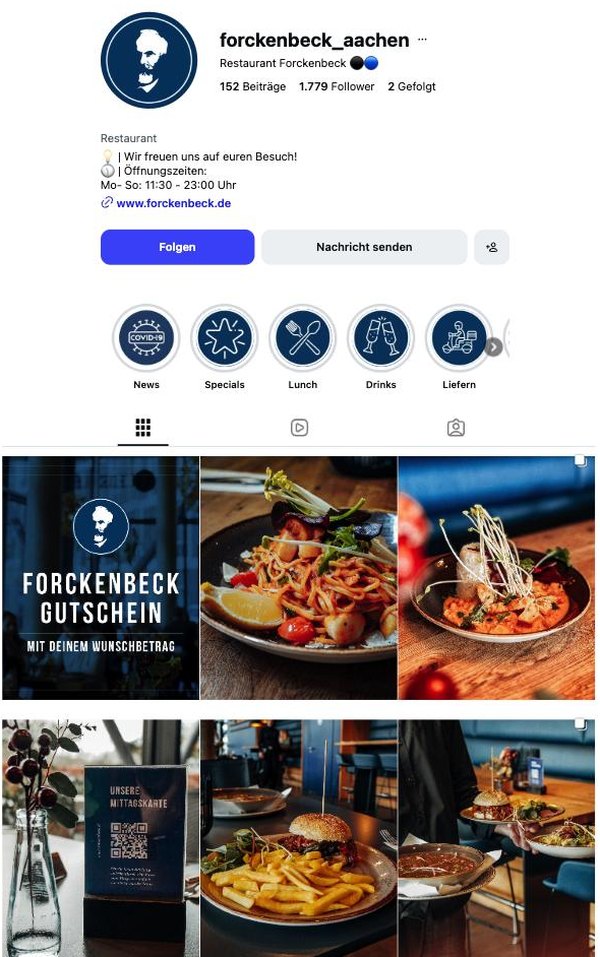 forckenbeck_aachen ...
Restaurant Forckenbeck ⚫🔵
152 Beiträge 1.779 Follower 2 Gefolgt
Restaurant
💡 | Wir freuen uns auf euren Besuch!
🕥 | Öffnungszeiten:
Mo- So: 11:30 - 23:00 Uhr
www.forckenbeck.de
Folgen Nachricht senden
COVID-19
News Specials Lunch Drinks Liefern
FORCKENBECK
GUTSCHEIN
MIT DEINEM WUNSCHBETRAG
UNSERE
MITTAGSKARTE